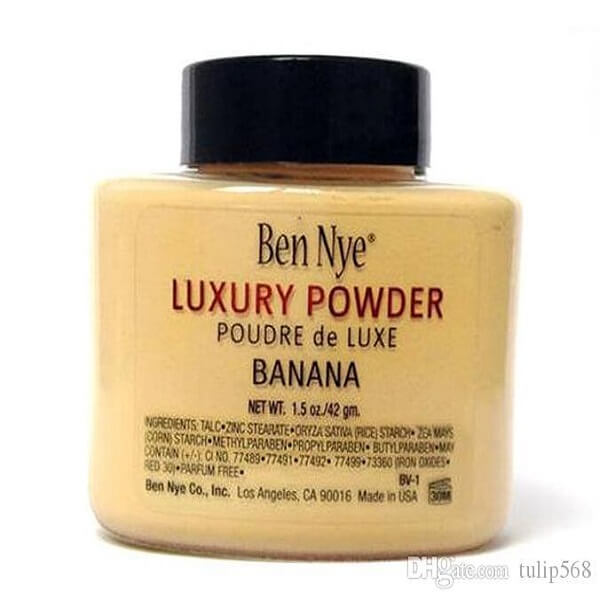 Ben Nye®
LUXURY POWDER
POUDRE de LUXE
BANANA
NET WT. 1.5 oz./42 gm.
INGREDIENTS: TALC•ZINC STEARATE•ORYZA SATIVA (RICE) STARCH• ZEA MAYS
(CORN) STARCH•METHYLPARABEN•PROPYLPARABEN• BUTYLPARABEN•MAY
CONTAIN (+/-): CI NO. 77489•77491•77492• 77499•73360 (IRON OXIDES•
RED 30)•PARFUM FREE•
BV-1
Ben Nye Co., Inc. Los Angeles, CA 90016 Made in USA
30M
DHgate.com tulip568